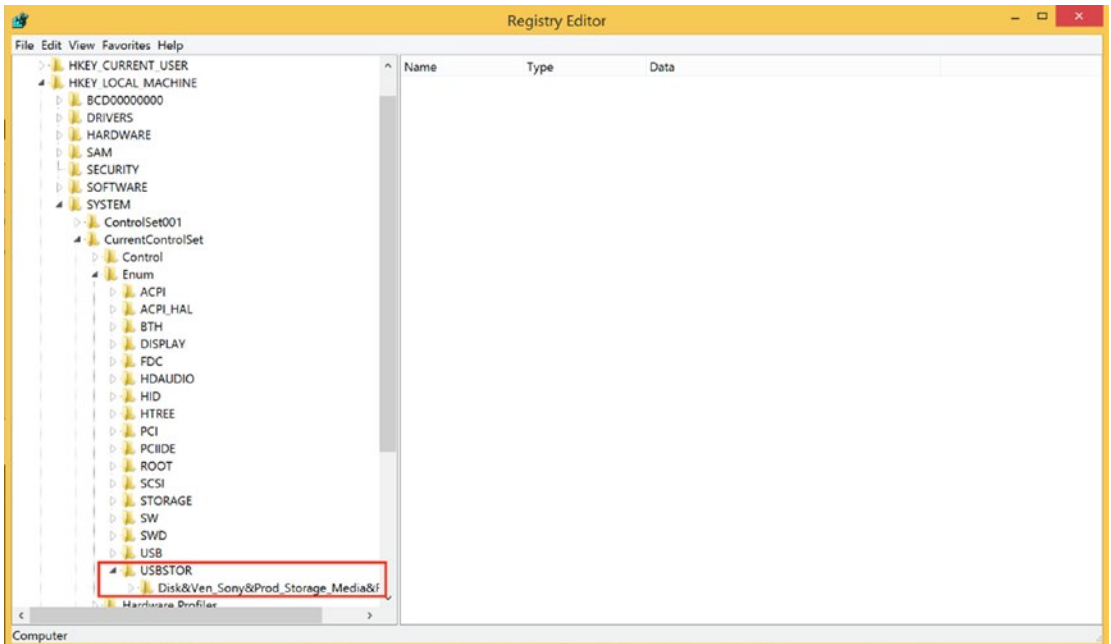 Registry Editor
File Edit View Favorites Help
HKEY_CURRENT_USER
HKEY_LOCAL_MACHINE
BCD00000000
DRIVERS
HARDWARE
SAM
SECURITY
SOFTWARE
SYSTEM
ControlSet001
CurrentControlSet
Control
Enum
ACPI
ACPI_HAL
BTH
DISPLAY
FDC
HDAUDIO
HID
HTREE
PCI
PCIIDE
ROOT
SCSI
STORAGE
SW
SWD
USB
USBSTOR
Disk&Ven_Sony&Prod_Storage_Media&F
Hardware Profiles
Name Type Data
Computer